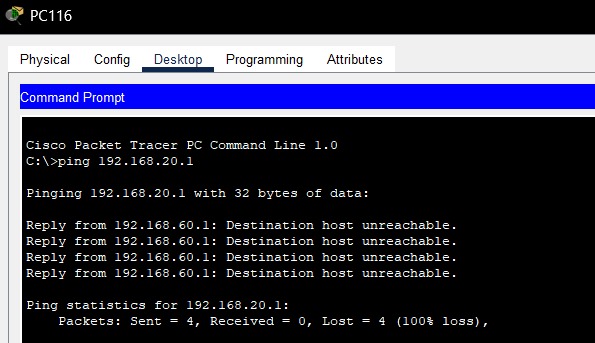 PC116
Physical Config Desktop Programming Attributes
Command Prompt
Cisco Packet Tracer PC Command Line 1.0
C:\>ping 192.168.20.1
Pinging 192.168.20.1 with 32 bytes of data:
Reply from 192.168.60.1: Destination host unreachable.
Reply from 192.168.60.1: Destination host unreachable.
Reply from 192.168.60.1: Destination host unreachable.
Reply from 192.168.60.1: Destination host unreachable.
Ping statistics for 192.168.20.1:
Packets: Sent = 4, Received = 0, Lost = 4 (100% loss),